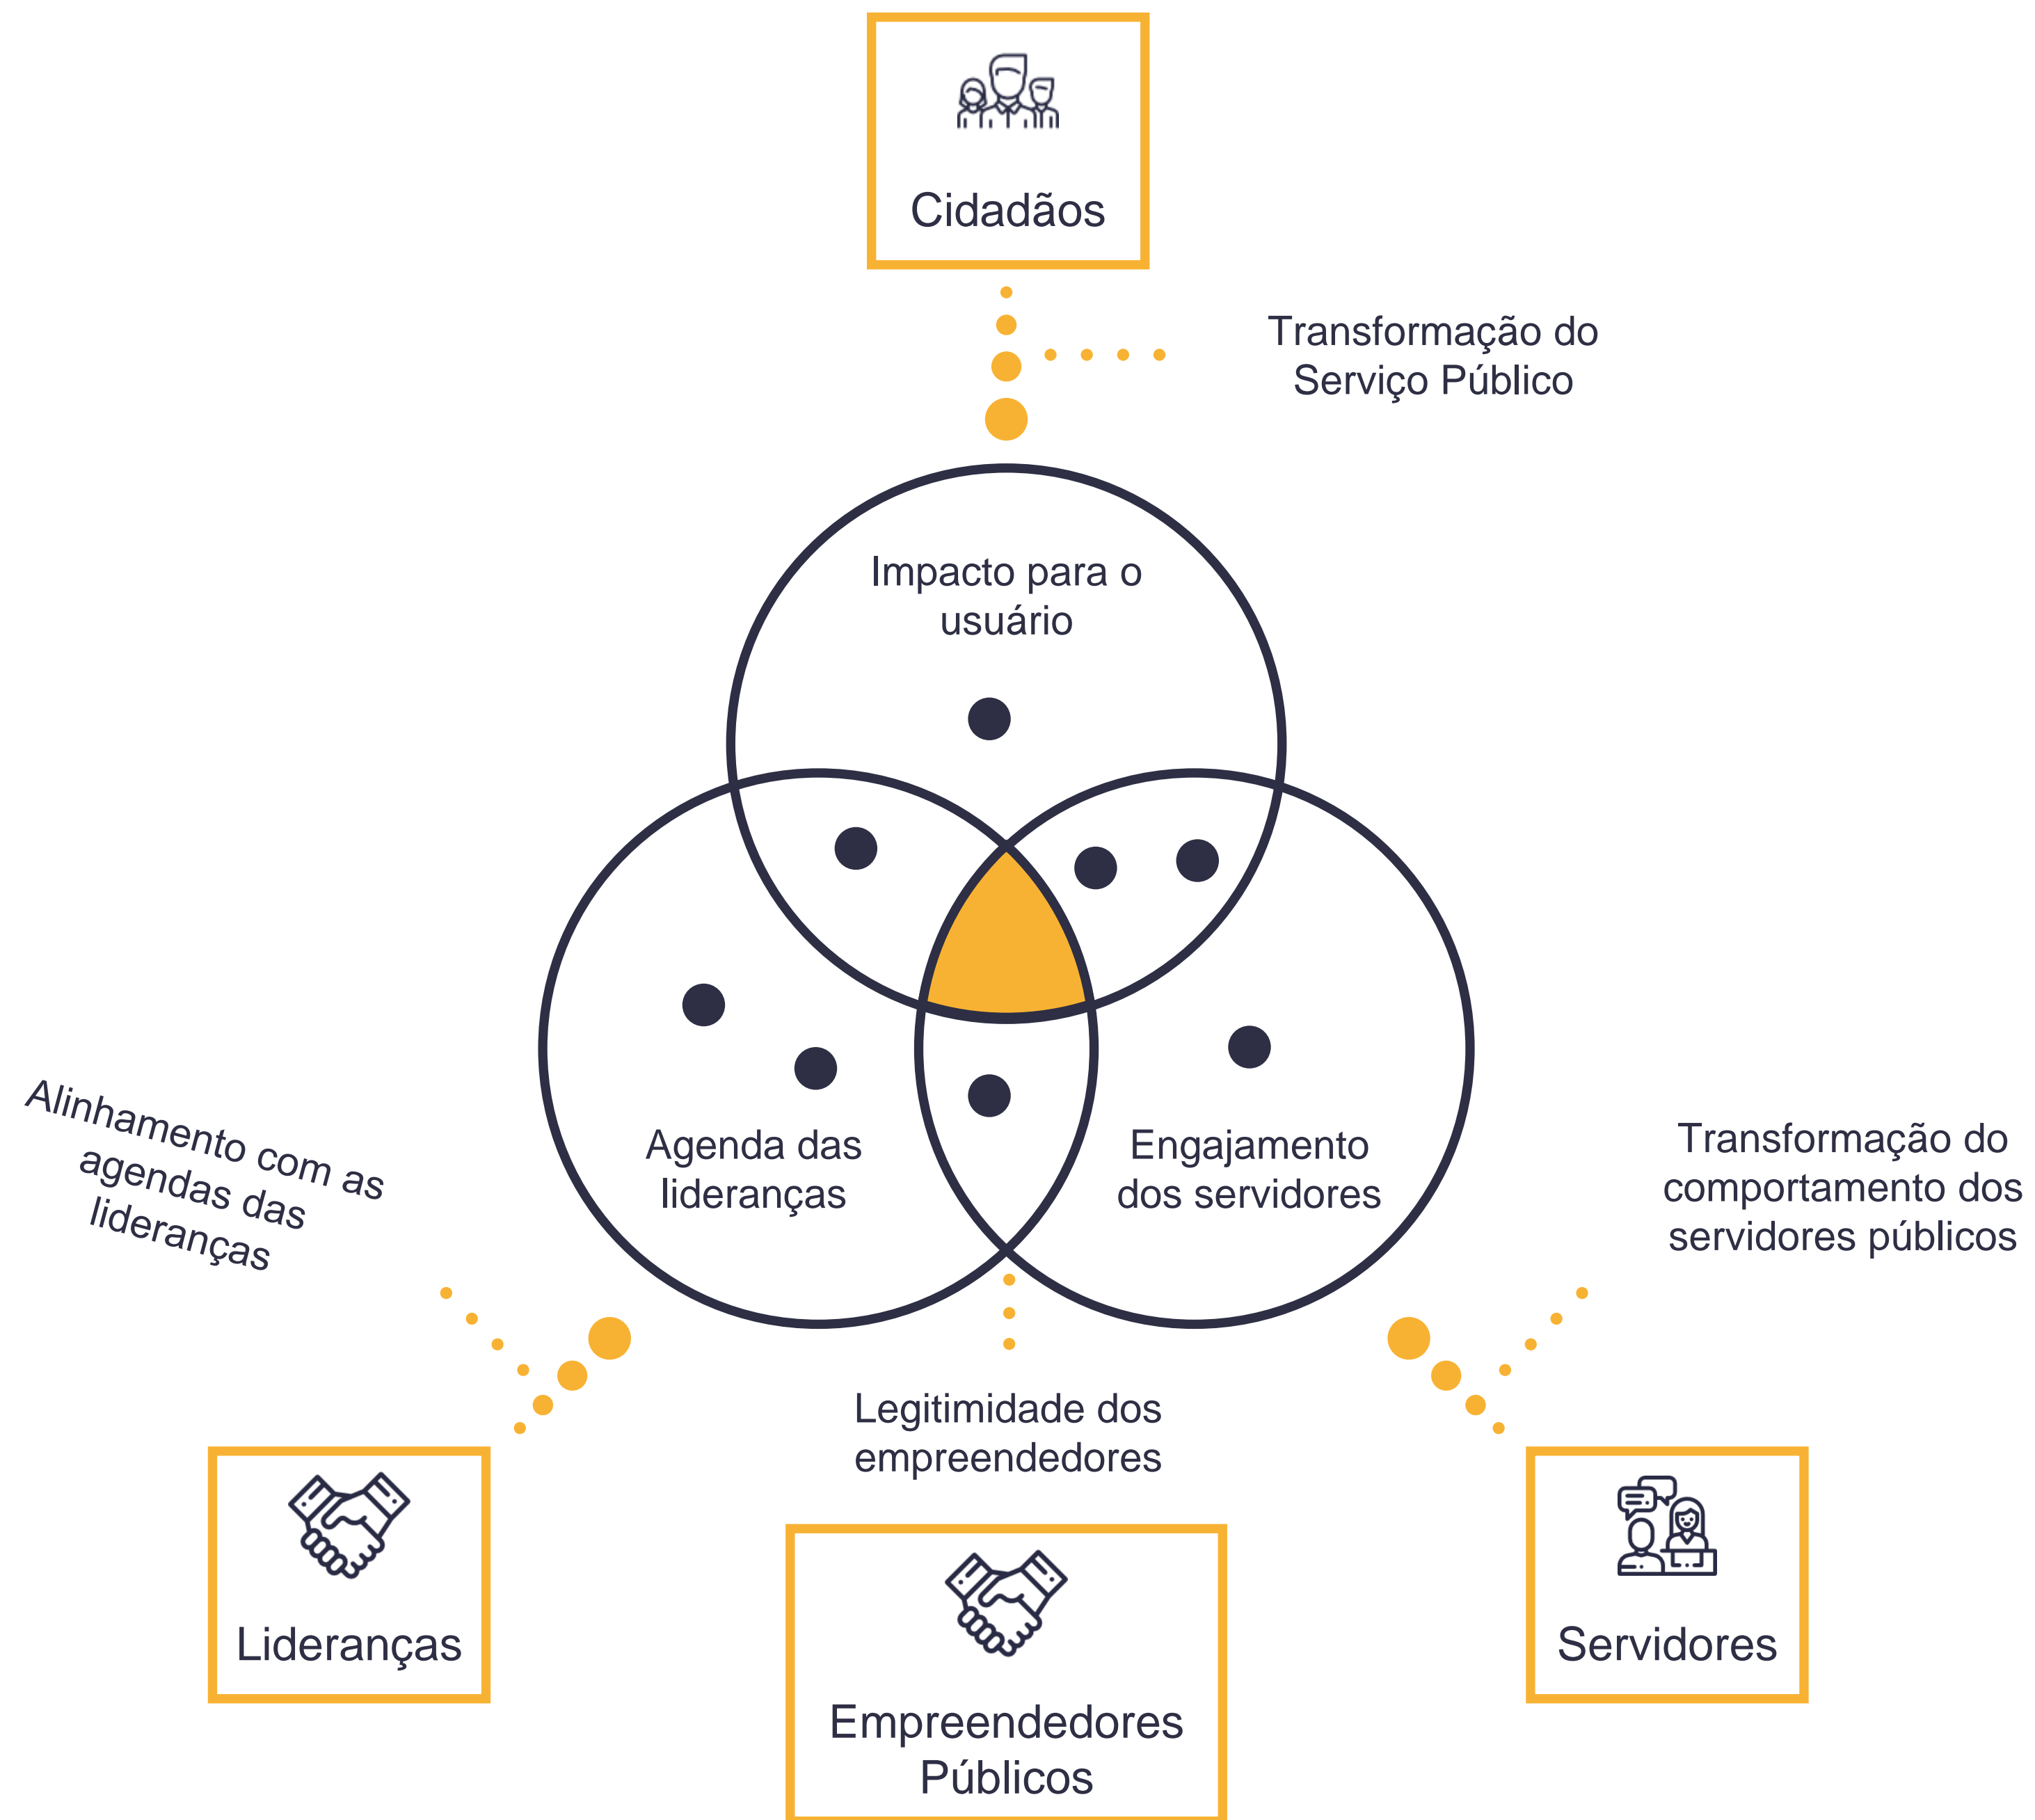 Cidadãos
Transformação do
Serviço Público
Impacto para o
usuário
Agenda das
lideranças
Engajamento
dos servidores
Alinhamento com as
agendas das
lideranças
Transformação do
comportamento dos
servidores públicos
Legitimidade dos
empreendedores
Lideranças
Empreendedores
Públicos
Servidores